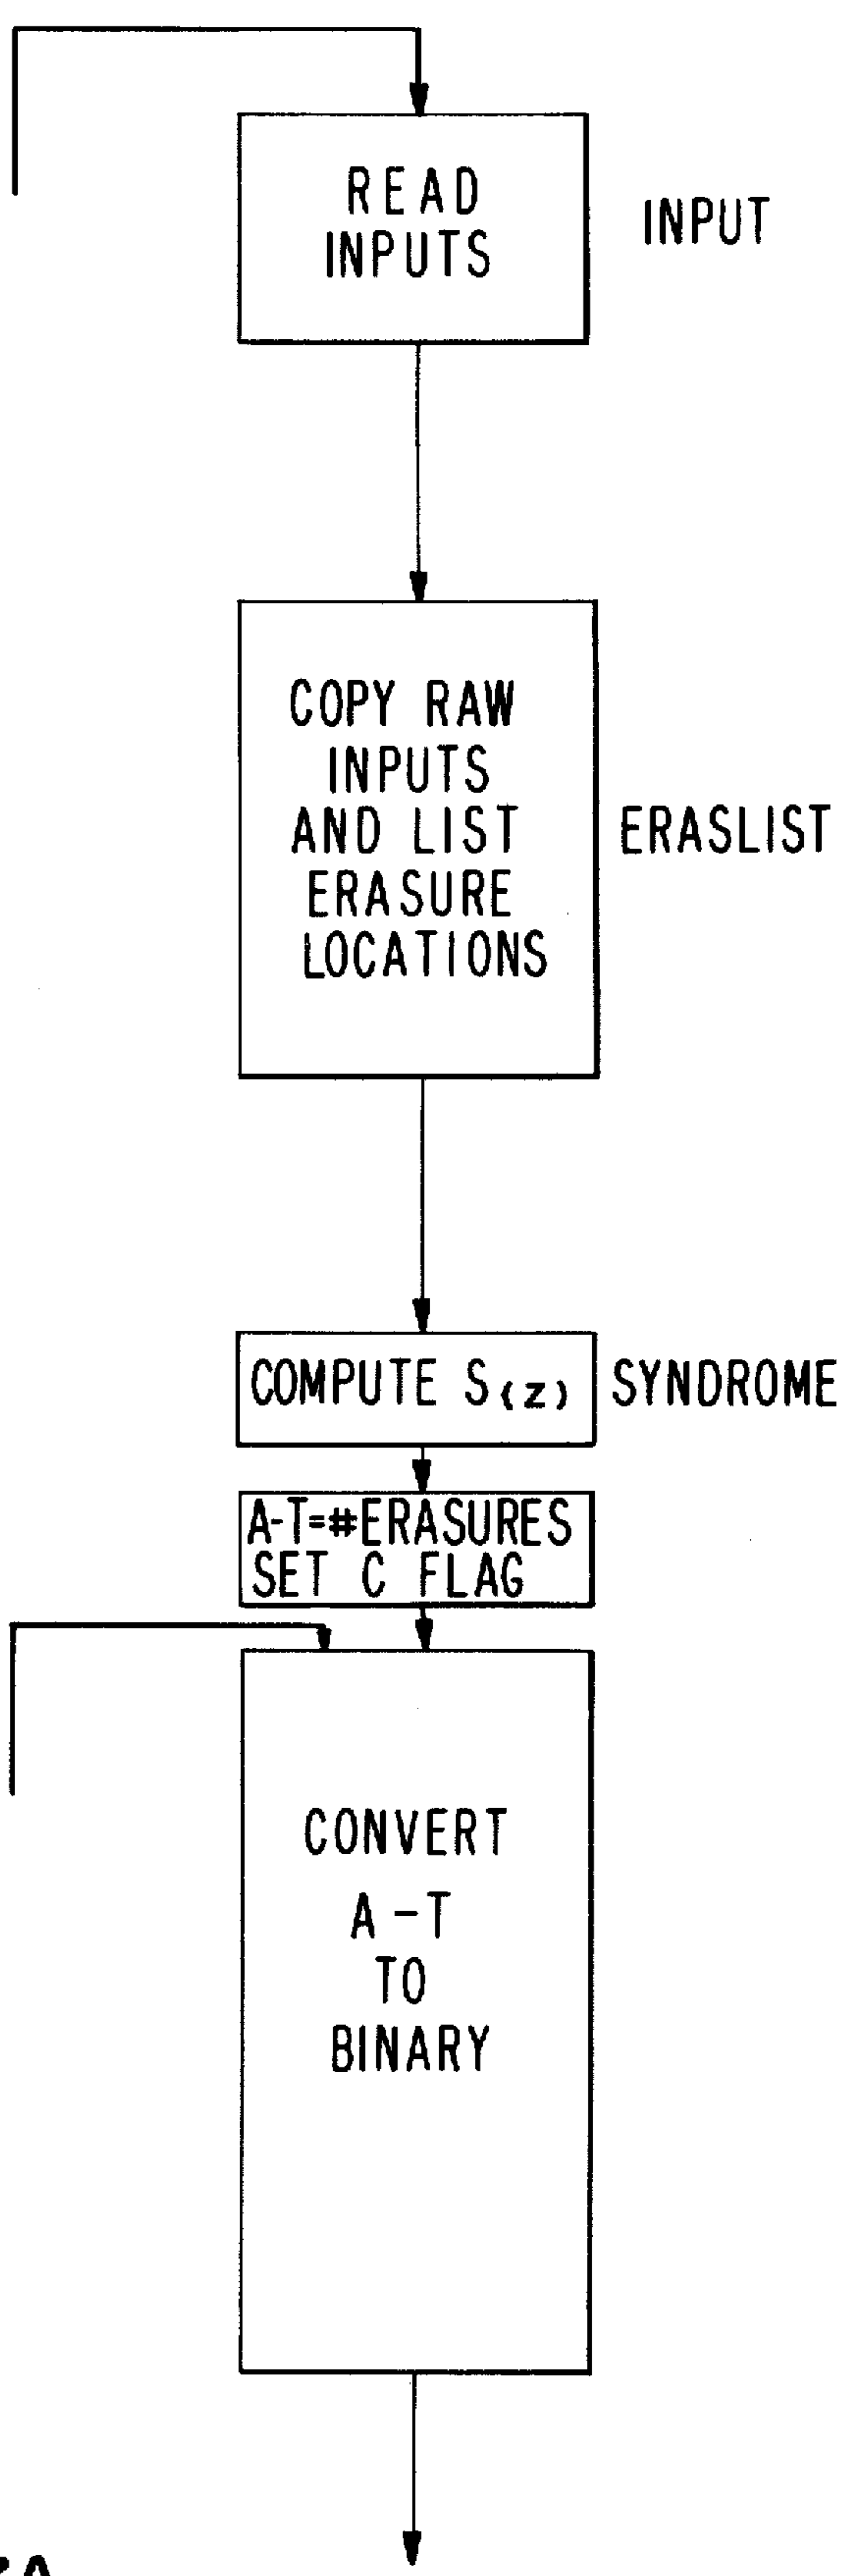 READ
INPUTS
INPUT
COPY RAW
INPUTS
AND LIST
ERASURE
LOCATIONS
ERASLIST
COMPUTE S(z)
SYNDROME
A-T=#ERASURES
SET C FLAG
CONVERT
A-T
TO
BINARY